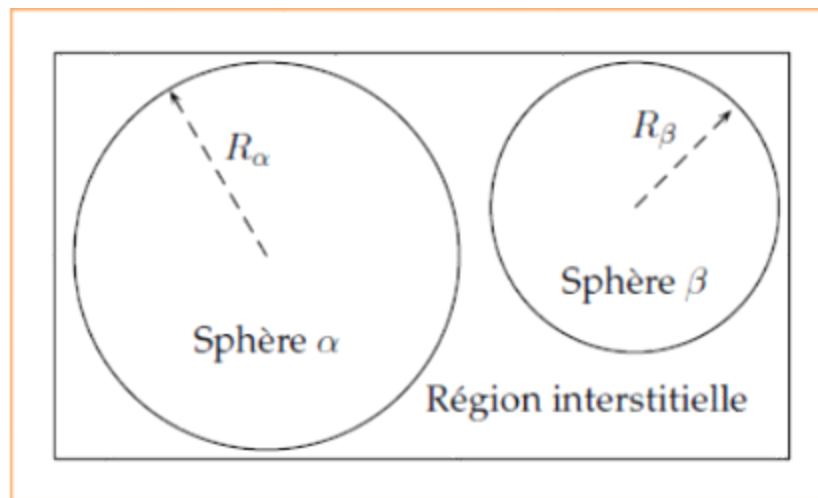 R_α
R_β
Sphère β
Sphère α
Région interstitielle